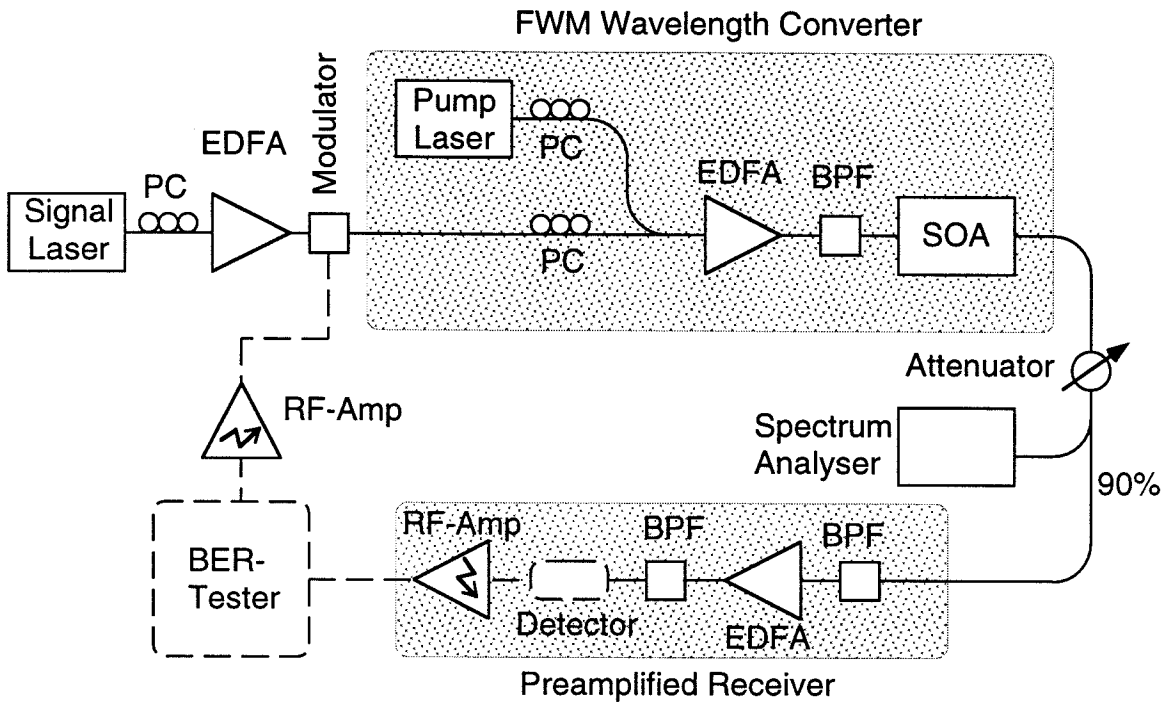 FWM Wavelength Converter
Modulator
Pump
Laser
PC
EDFA
PC
Signal
Laser
EDFA
BPF
SOA
PC
Attenuator
RF-Amp
Spectrum
Analyser
90%
RF-Amp
BPF
BPF
BER-
Tester
Detector
EDFA
Preamplified Receiver